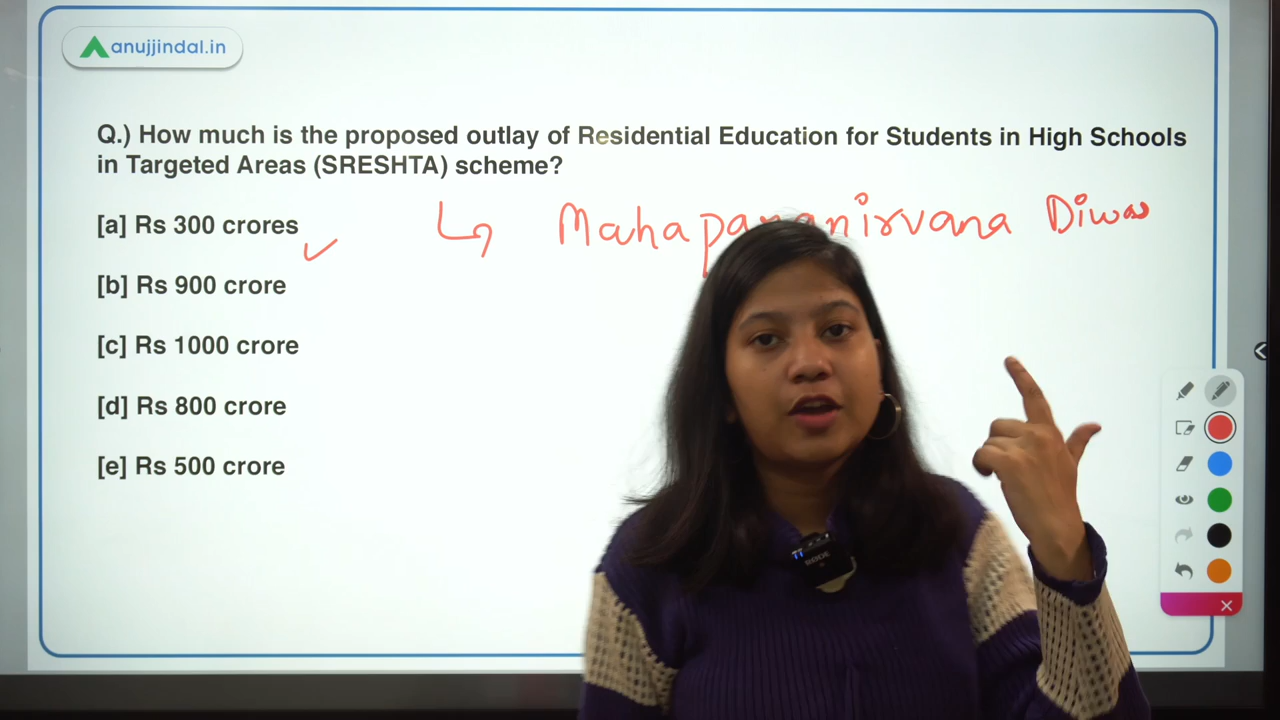 anujjindal.in
Q.) How much is the proposed outlay of Residential Education for Students in High Schools
in Targeted Areas (SRESHTA) scheme?
[a] Rs 300 crores
Mahaparanirvana Diwas
[b] Rs 900 crore
[c] Rs 1000 crore
[d] Rs 800 crore
[e] Rs 500 crore